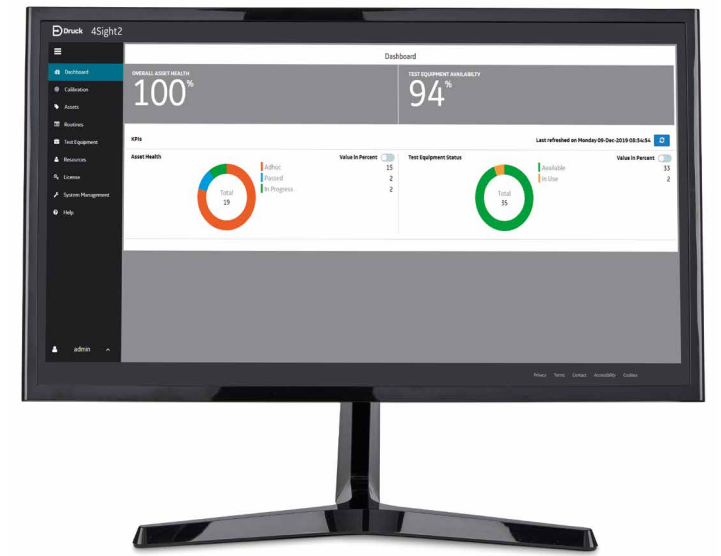 Druck 4Sight2
Dashboard
Dashboard
Calibration
Assets
Routines
Test Equipment
Resources
License
System Management
Help
admin
OVERALL ASSET HEALTH
100%
TEST EQUIPMENT AVAILABILTY
94%
KPIs
Last refreshed on Monday 09-Dec-2019 08:54:54
Asset Health
Value in Percent
Adhoc 15
Passed 2
In Progress 2
Total
19
Test Equipment Status
Value in Percent
Available 33
In Use 2
Total
35
Privacy Terms Contact Accessibility Cookies